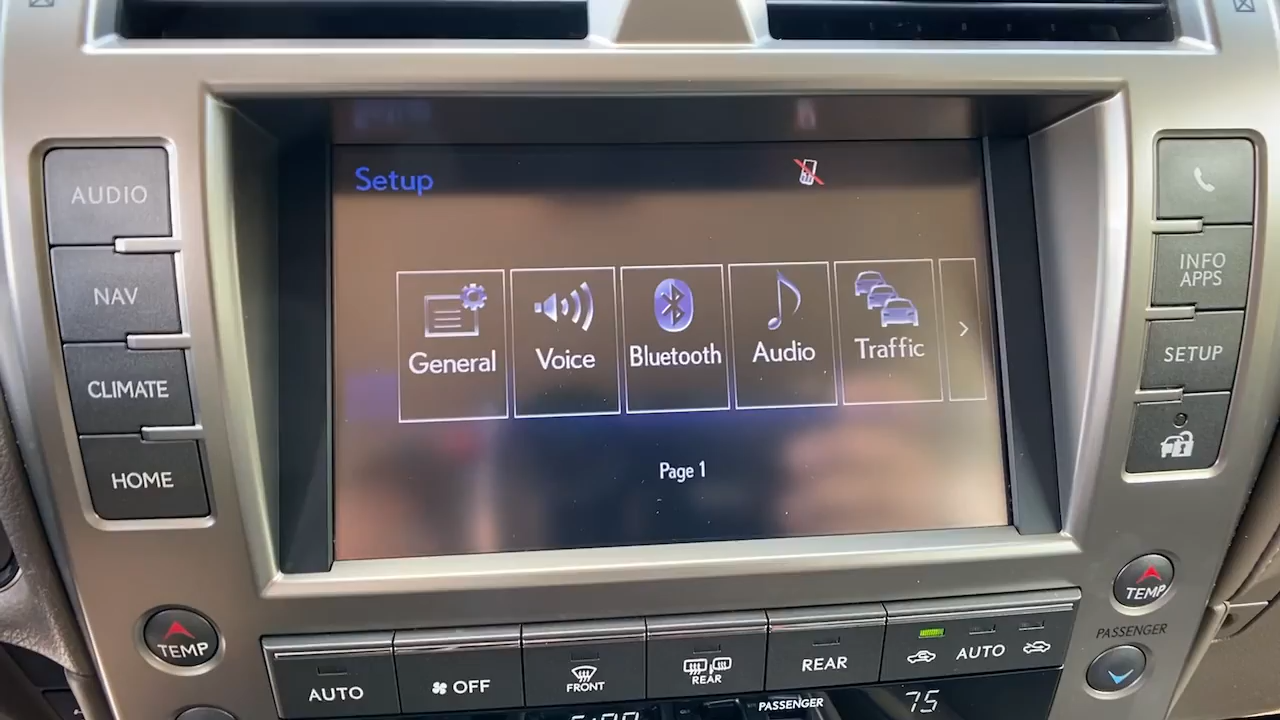 AUDIO
NAV
CLIMATE
HOME
Setup
General
Voice
Bluetooth
Audio
Traffic
Page 1
INFO
APPS
SETUP
TEMP
AUTO
OFF
FRONT
REAR
REAR
AUTO
TEMP
PASSENGER
PASSENGER
75